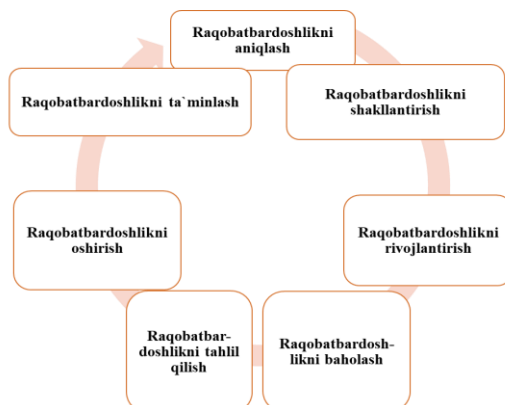 Raqobatbardoshlikni
aniqlash
Raqobatbardoshlikni
shakllantirish
Raqobatbardoshlikni
rivojlantirish
Raqobatbardosh-
likni baholash
Raqobatbar-
doshlikni tahlil
qilish
Raqobatbardoshlikni
oshirish
Raqobatbardoshlikni ta`minlash